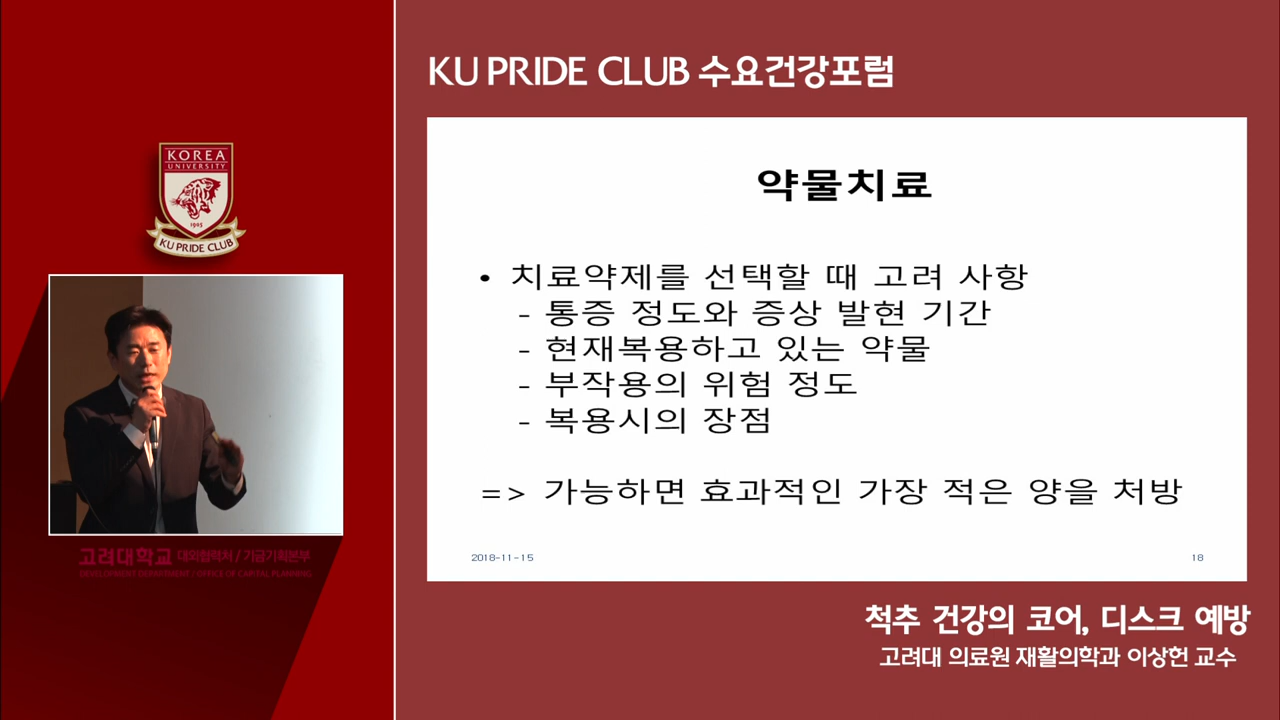 KU PRIDE CLUB 수요건강포럼
KOREA
UNIVERSITY
1905
KU PRIDE CLUB
고려대학교 대외협력처 / 기금기획본부
DEVELOPMENT DEPARTMENT / OFFICE OF CAPITAL PLANNING
약물치료
• 치료약제를 선택할 때 고려 사항
- 통증 정도와 증상 발현 기간
- 현재복용하고 있는 약물
- 부작용의 위험 정도
- 복용시의 장점
=> 가능하면 효과적인 가장 적은 양을 처방
2018-11-15
18
척추 건강의 코어, 디스크 예방
고려대 의료원 재활의학과 이상헌 교수